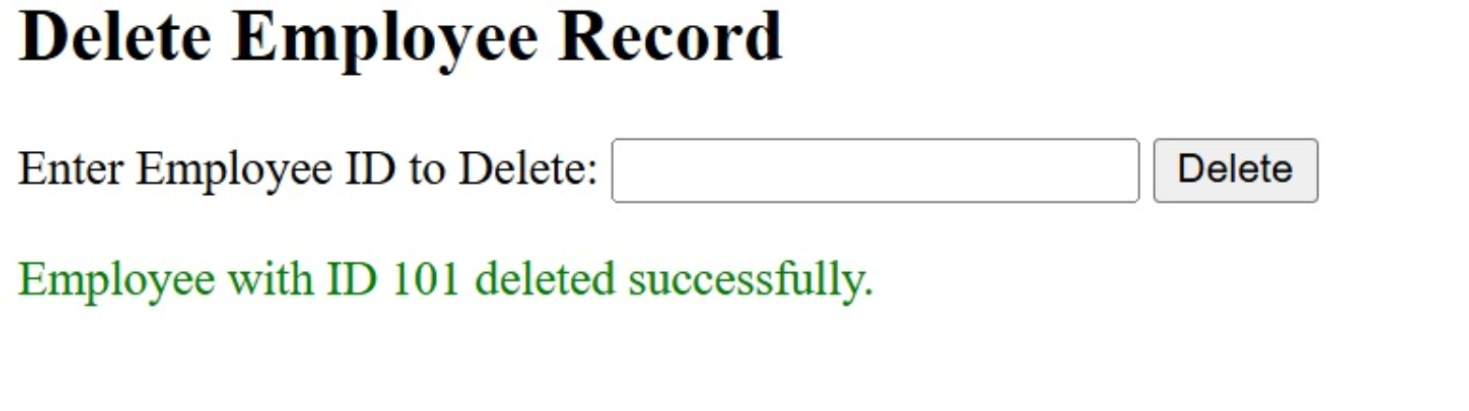 Delete Employee Record
Enter Employee ID to Delete: Delete
Employee with ID 101 deleted successfully.